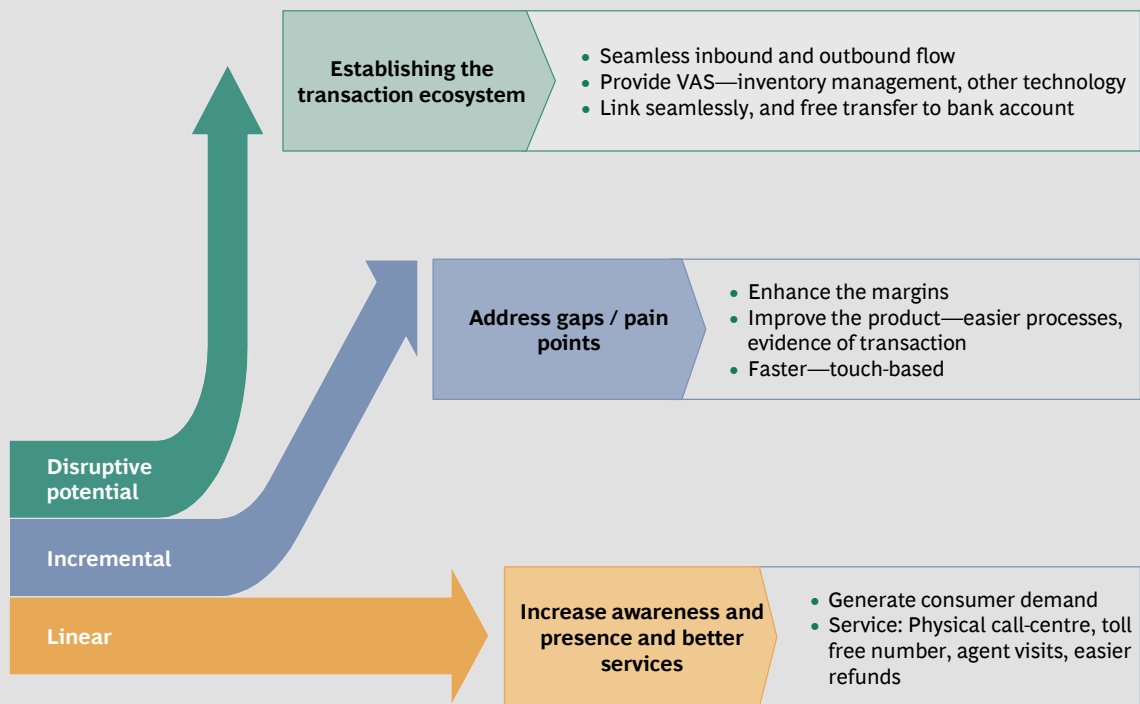 Establishing the
transaction ecosystem
• Seamless inbound and outbound flow
• Provide VAS—inventory management, other technology
• Link seamlessly, and free transfer to bank account
Address gaps / pain
points
• Enhance the margins
• Improve the product—easier processes,
evidence of transaction
• Faster—touch-based
Disruptive
potential
Incremental
Linear
Increase awareness and
presence and better
services
• Generate consumer demand
• Service: Physical call-centre, toll
free number, agent visits, easier
refunds